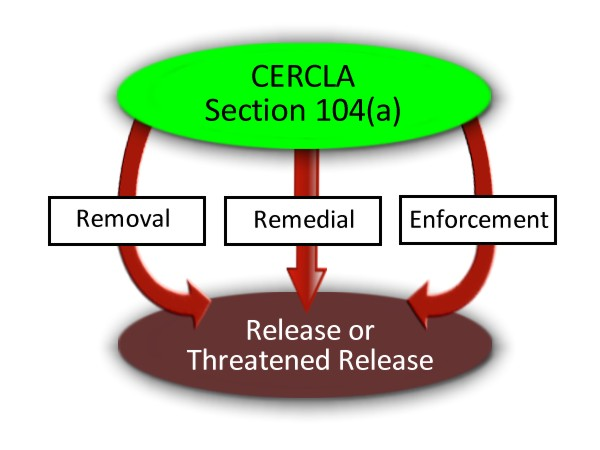 CERCLA
Section 104(a)
Removal
Remedial
Enforcement
Release or
Threatened Release